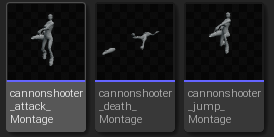 cannonshooter
_attack_
Montage
cannonshooter
_death_
Montage
cannonshooter
_jump_
Montage